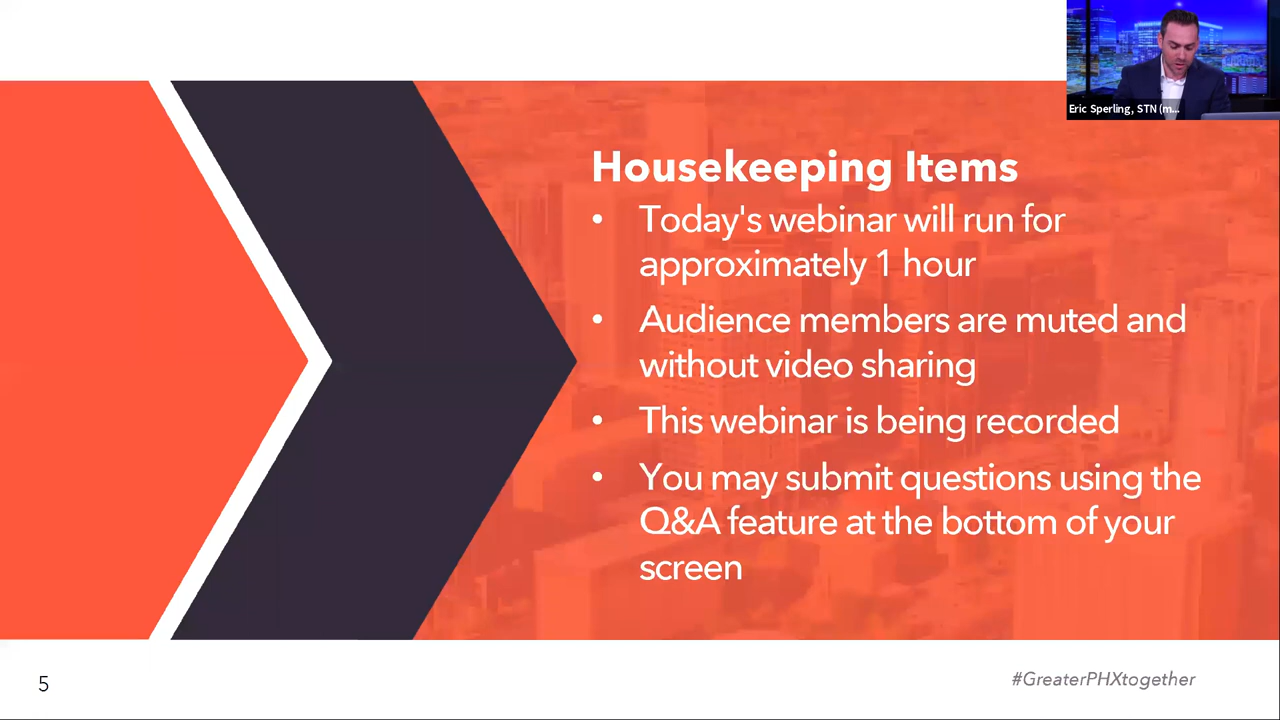 Eric Sperling, STN (m...
Housekeeping Items
• Today's webinar will run for
approximately 1 hour
• Audience members are muted and
without video sharing
• This webinar is being recorded
• You may submit questions using the
Q&A feature at the bottom of your
screen
5
#GreaterPHXtogether